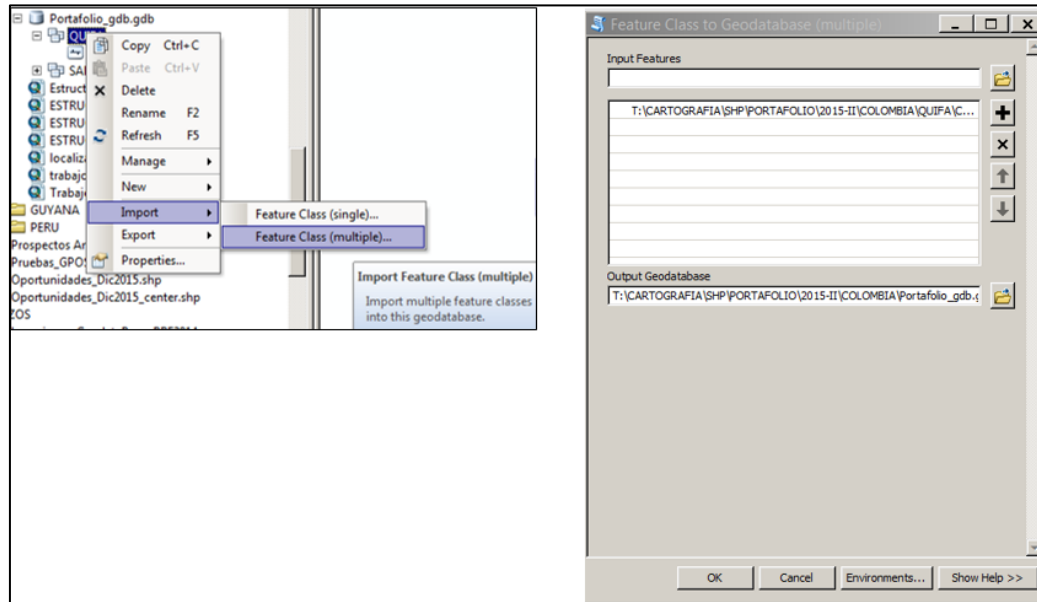 Portafolio_gdb.gdb
QUIFA
Copy Ctrl+C
Paste Ctrl+V
SAI
Delete
Estruct
Rename F2
ESTRU
ESTRU
Refresh F5
ESTRU
localiza
Manage
trabajo
New
Trabajo
GUYANA
Import
Feature Class (single)...
PERU
Export
Feature Class (multiple)...
Prospectos Ar
Pruebas_GPO
Properties...
Import Feature Class (multiple)
Oportunidades_Dic2015.shp
Import multiple feature classes
Oportunidades_Dic2015_center.shp
into this geodatabase.
ZOS
Feature Class to Geodatabase (multiple)
Input Features
T:\CARTOGRAFIA\SHP\PORTAFOLIO\2015-II\COLOMBIA\QUIFA\C...
Output Geodatabase
T:\CARTOGRAFIA\SHP\PORTAFOLIO\2015-II\COLOMBIA\Portafolio_gdb.g
OK
Cancel
Environments...
Show Help >>